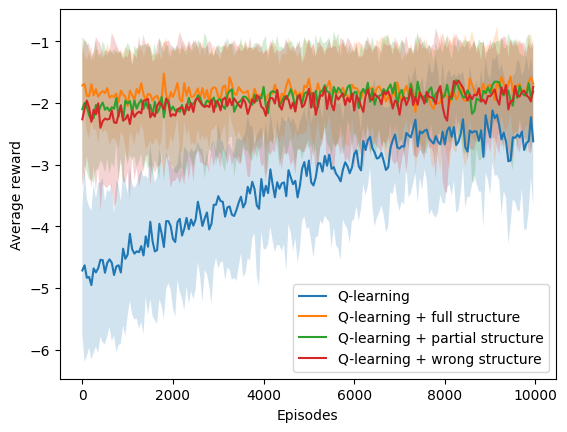 −1
−2
−3
−4
−5
−6
Average reward
0
2000
4000
6000
8000
10000
Episodes
Q-learning
Q-learning + full structure
Q-learning + partial structure
Q-learning + wrong structure